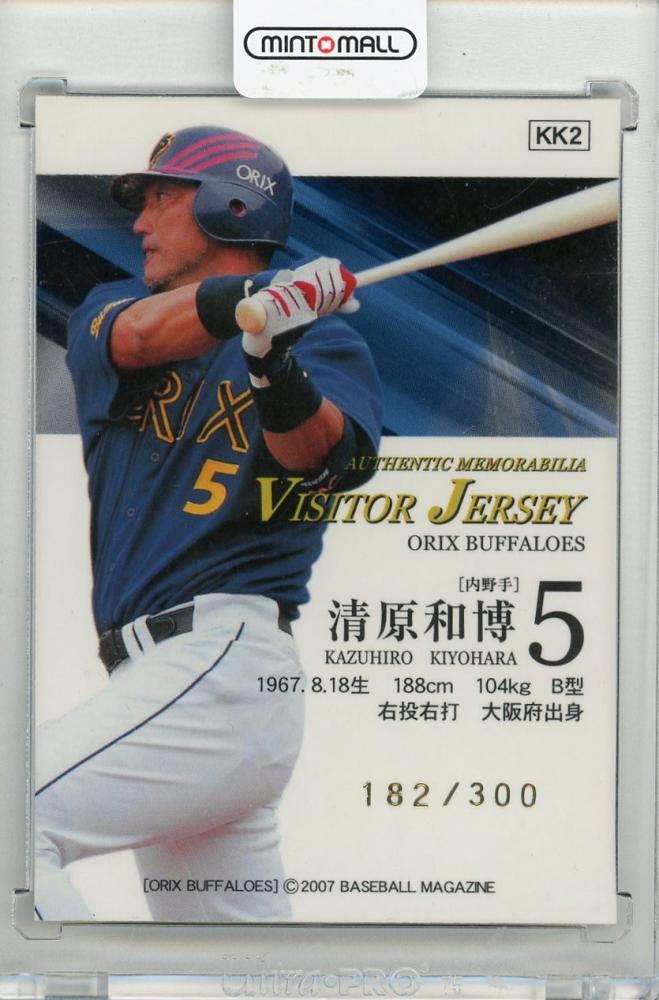 MINT MALL
KK2
ORIX
ORIX
5
AUTHENTIC MEMORABILIA
VISITOR JERSEY
ORIX BUFFALOES
[内野手]
清原和博 5
KAZUHIRO KIYOHARA
1967. 8.18生 188cm 104kg B型
右投右打 大阪府出身
182/300
[ORIX BUFFALOES] ©2007 BASEBALL MAGAZINE
Ultra·PRO®